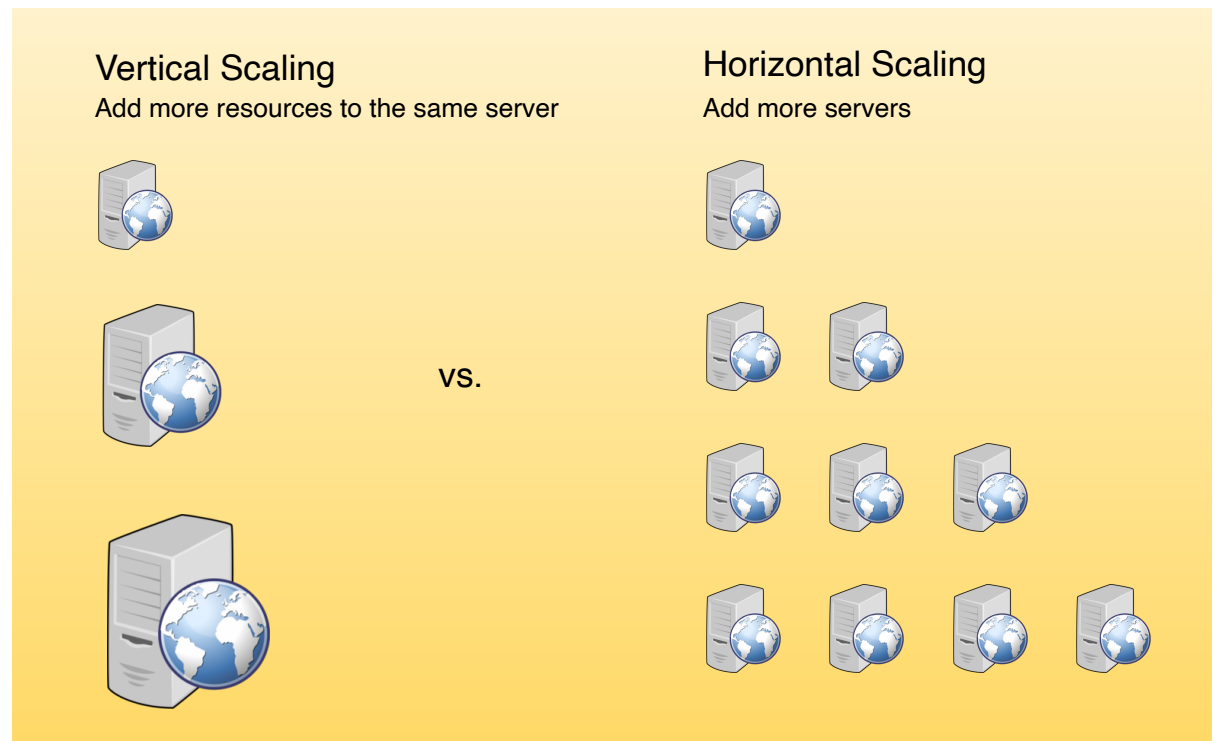 Vertical Scaling
Add more resources to the same server
vs.
Horizontal Scaling
Add more servers